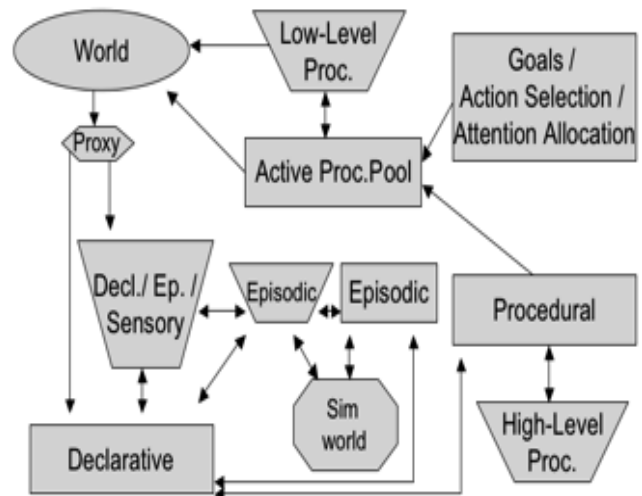 World
Low-Level
Proc.
Goals /
Action Selection /
Attention Allocation
Proxy
Active Proc.Pool
Decl./ Ep. /
Sensory
Episodic
Episodic
Procedural
Sim
world
High-Level
Proc.
Declarative